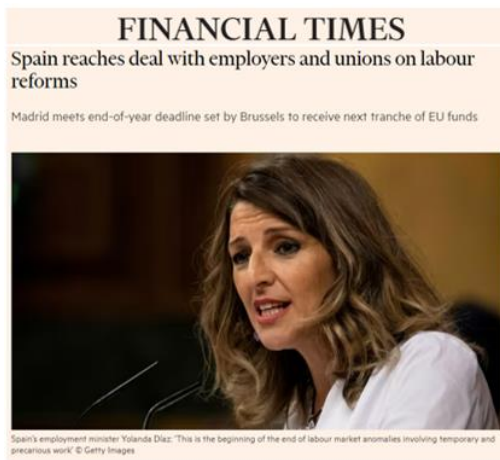 FINANCIAL TIMES
Spain reaches deal with employers and unions on labour
reforms
Madrid meets end-of-year deadline set by Brussels to receive next tranche of EU funds
Spain's employment minister Yolanda Díaz: 'This is the beginning of the end of labour market anomalies involving temporary and
precarious work' © Getty Images